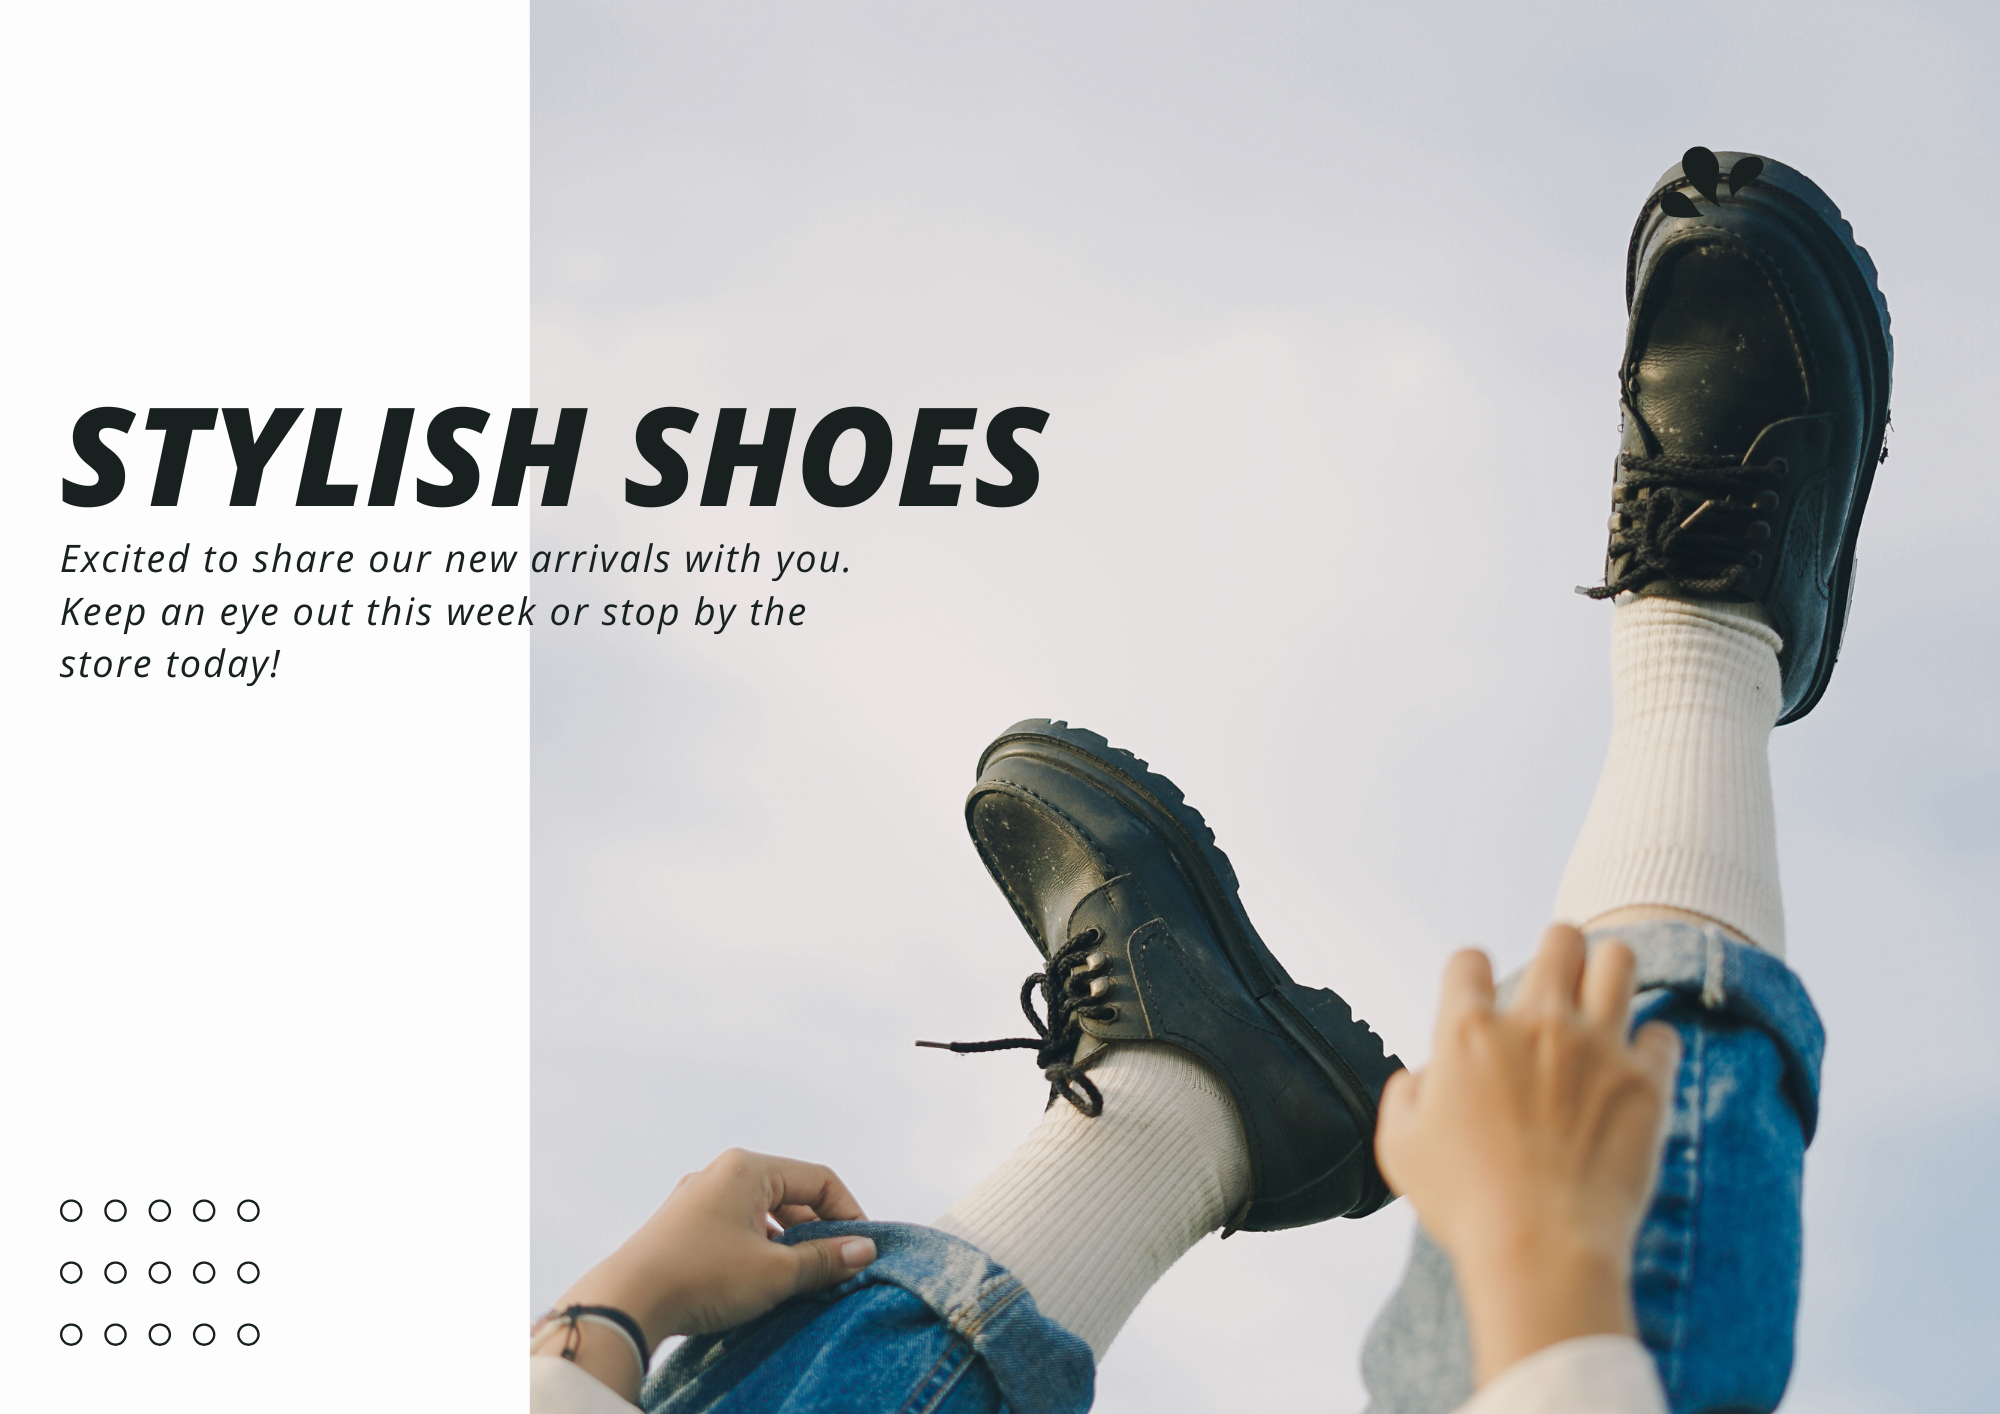 STYLISH SHOES
Excited to share our new arrivals with you.
Keep an eye out this week or stop by the
store today!